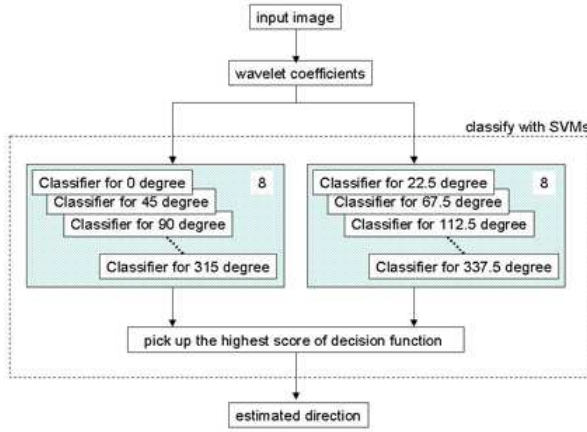 input image
wavelet coefficients
classify with SVMs
8
Classifier for 0 degree
Classifier for 45 degree
Classifier for 90 degree
Classifier for 315 degree
8
Classifier for 22.5 degree
Classifier for 67.5 degree
Classifier for 112.5 degree
Classifier for 337.5 degree
pick up the highest score of decision function
estimated direction